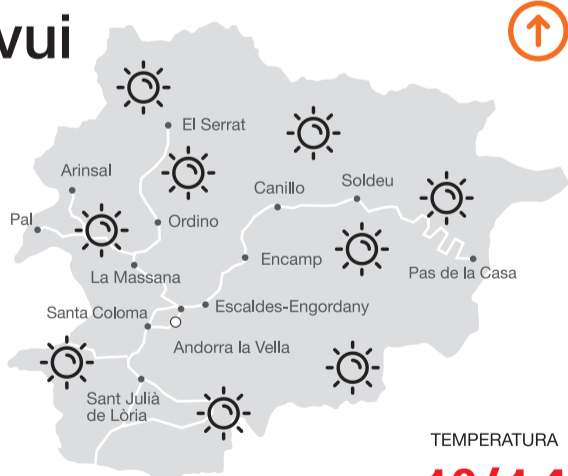 vui
El Serrat
Arinsal
Canillo
Soldeu
Pal
Ordino
Encamp
La Massana
Pas de la Casa
Santa Coloma
Escaldes-Engordany
Andorra la Vella
Sant Julià
de Lòria
TEMPERATURA